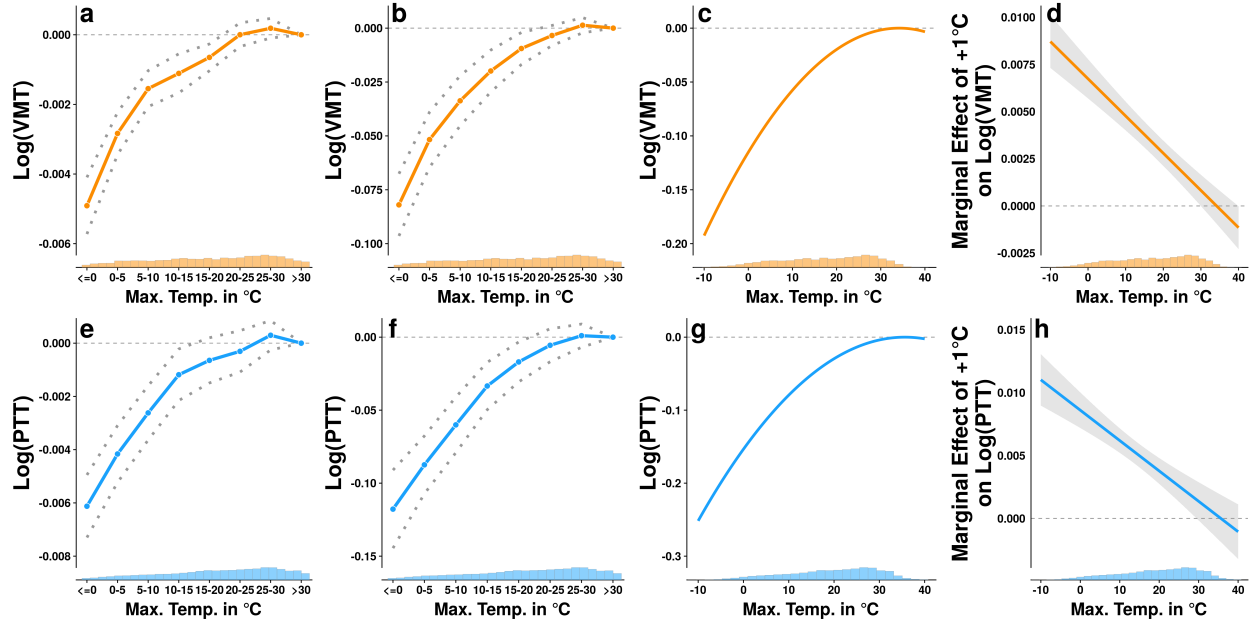 a
Log(VMT)
0.000
-0.002
-0.004
-0.006
<=0 0-5 5-10 10-15 15-20 20-25 25-30 >30
Max. Temp. in °C
b
Log(VMT)
0.000
-0.025
-0.050
-0.075
-0.100
<=0 0-5 5-10 10-15 15-20 20-25 25-30 >30
Max. Temp. in °C
c
Log(VMT)
0.00
-0.05
-0.10
-0.15
-0.20
-10 0 10 20 30 40
Max. Temp. in °C
d
Marginal Effect of +1°C
on Log(VMT)
0.0100
0.0075
0.0050
0.0025
0.0000
-0.0025
-10 0 10 20 30 40
Max. Temp. in °C
e
Log(PTT)
0.000
-0.002
-0.004
-0.006
-0.008
<=0 0-5 5-10 10-15 15-20 20-25 25-30 >30
Max. Temp. in °C
f
Log(PTT)
0.00
-0.05
-0.10
-0.15
<=0 0-5 5-10 10-15 15-20 20-25 25-30 >30
Max. Temp. in °C
g
Log(PTT)
0.0
-0.1
-0.2
-0.3
-10 0 10 20 30 40
Max. Temp. in °C
h
Marginal Effect of +1°C
on Log(PTT)
0.015
0.010
0.005
0.000
-10 0 10 20 30 40
Max. Temp. in °C